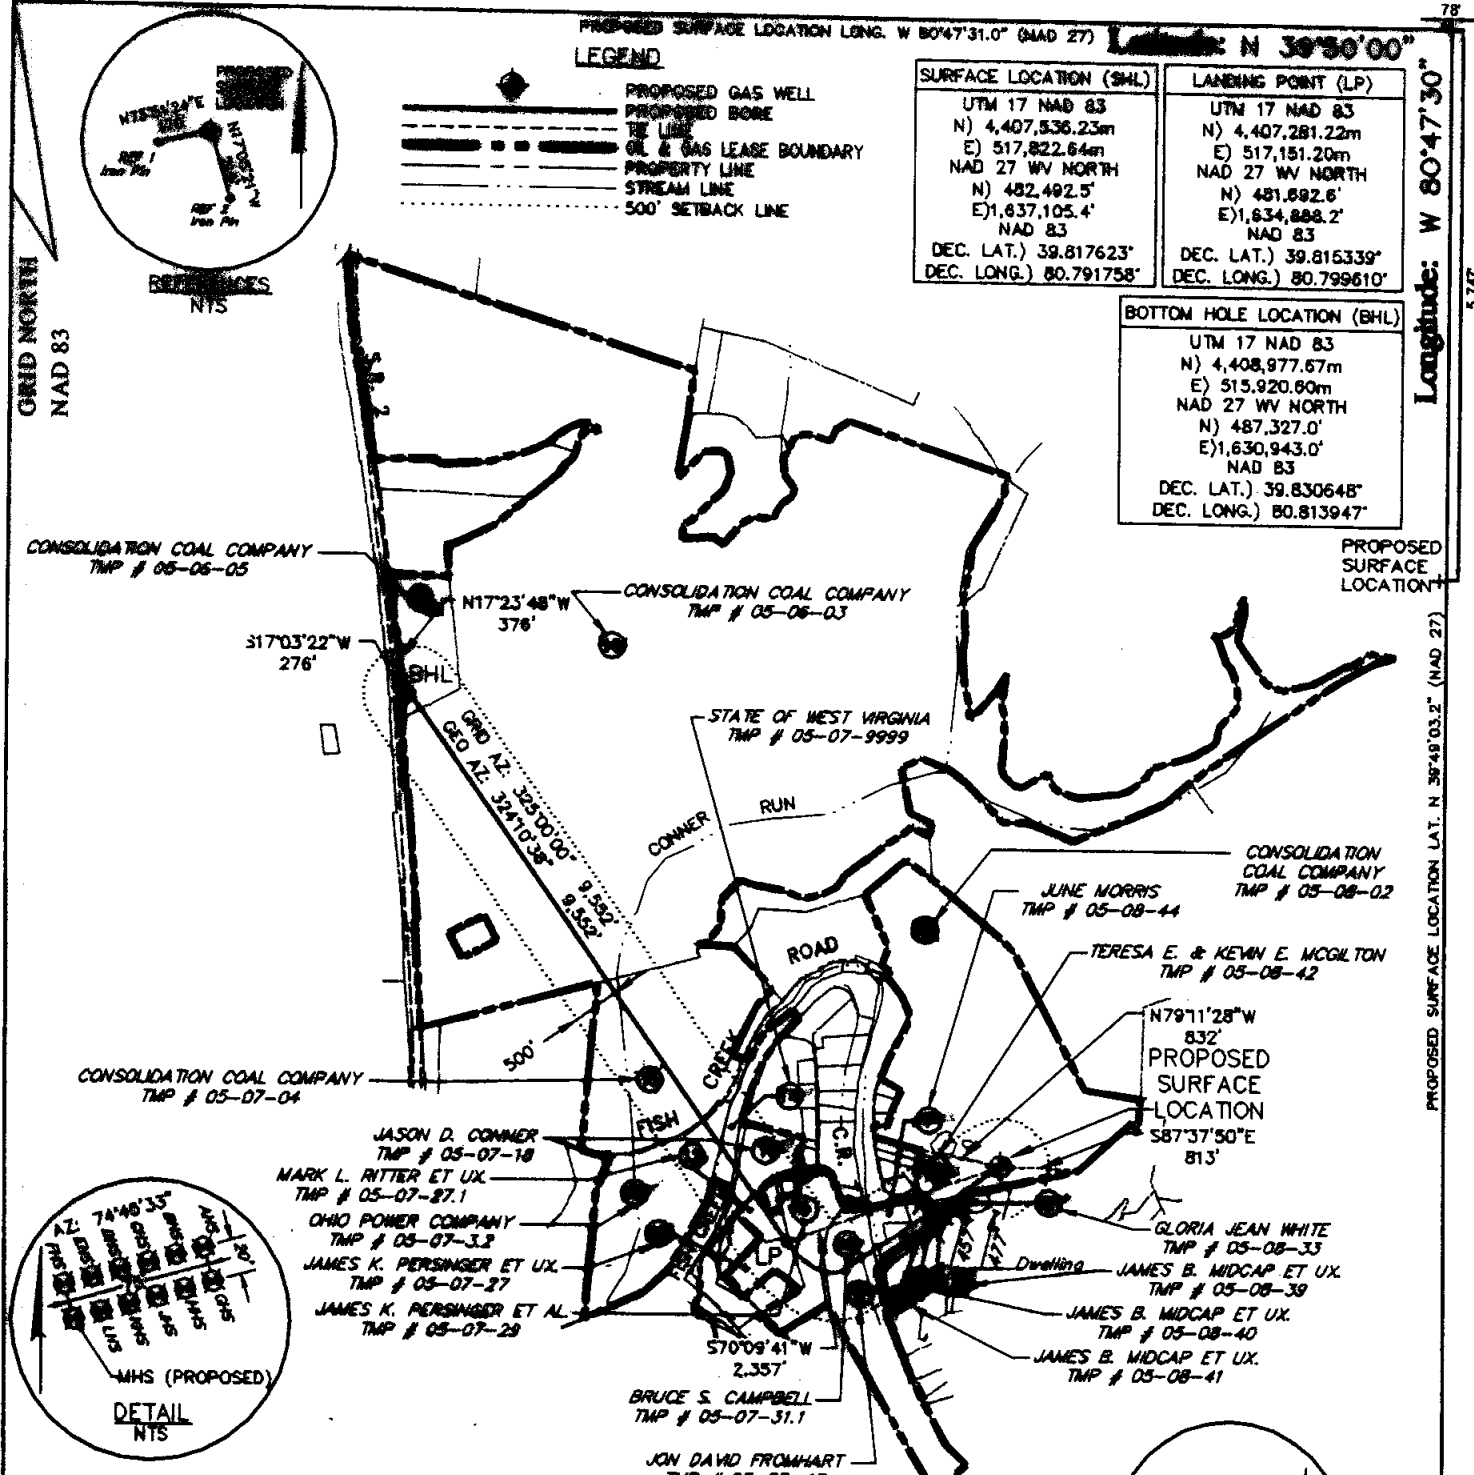 78'
PROPOSED SURFACE LOCATION LONG. W 80°47'31.0" (NAD 27)
Latitude: N 39°50'00"
LEGEND
PROPOSED GAS WELL
PROPOSED BORE
TIE LINE
OIL & GAS LEASE BOUNDARY
PROPERTY LINE
STREAM LINE
500' SETBACK LINE
SURFACE LOCATION (SHL)
UTM 17 NAD 83
N) 4,407,536.23m
E) 517,822.64m
NAD 27 WV NORTH
N) 482,492.5'
E)1,637,105.4'
NAD 83
DEC. LAT.) 39.817623°
DEC. LONG.) 80.791758°
LANDING POINT (LP)
UTM 17 NAD 83
N) 4,407,281.22m
E) 517,151.20m
NAD 27 WV NORTH
N) 481,692.6'
E)1,634,888.2'
NAD 83
DEC. LAT.) 39.815339°
DEC. LONG.) 80.799610°
BOTTOM HOLE LOCATION (BHL)
UTM 17 NAD 83
N) 4,408,977.67m
E) 515,920.60m
NAD 27 WV NORTH
N) 487,327.0'
E)1,630,943.0'
NAD 83
DEC. LAT.) 39.830648°
DEC. LONG.) 80.813947°
Longitude: W 80°47'30"
5,747'
PROPOSED
SURFACE
LOCATION
PROPOSED SURFACE LOCATION LAT. N 39°49'03.2" (NAD 27)
PROPOSED
LOCATION
REF 1
Iron Pin
REF 2
Iron Pin
REFERENCES
NTS
GRID NORTH
NAD 83
S.R. 2
CONSOLIDATION COAL COMPANY
TMP # 05-06-05
N17°23'48"W
376'
CONSOLIDATION COAL COMPANY
TMP # 05-06-03
S17°03'22"W
276'
BHL
STATE OF WEST VIRGINIA
TMP # 05-07-9999
GRID AZ: 325°00'00" 9,552'
GEO AZ: 324°10'38" 9,552'
CONNER RUN
CONSOLIDATION
COAL COMPANY
TMP # 05-08-02
JUNE MORRIS
TMP # 05-08-44
TERESA E. & KEVIN E. MCGILTON
TMP # 05-08-42
ROAD
N79°11'28"W
832'
PROPOSED
SURFACE
LOCATION
S87°37'50"E
813'
500'
CONSOLIDATION COAL COMPANY
TMP # 05-07-04
FISH CREEK
C.R.
JASON D. CONNER
TMP # 05-07-18
MARK L. RITTER ET UX.
TMP # 05-07-27.1
OHIO POWER COMPANY
TMP # 05-07-3.2
JAMES K. PERSINGER ET UX.
TMP # 05-07-27
JAMES K. PERSINGER ET AL.
TMP # 05-07-29
FISH CREEK
LP
GLORIA JEAN WHITE
TMP # 05-08-33
457'
477'
Dwelling
JAMES B. MIDCAP ET UX.
TMP # 05-08-39
JAMES B. MIDCAP ET UX.
TMP # 05-08-40
JAMES B. MIDCAP ET UX.
TMP # 05-08-41
S70°09'41"W
2,357'
BRUCE S. CAMPBELL
TMP # 05-07-31.1
JON DAVID FROMHART
AZ: 74°46'33"
20'
MHS (PROPOSED)
DETAIL
NTS